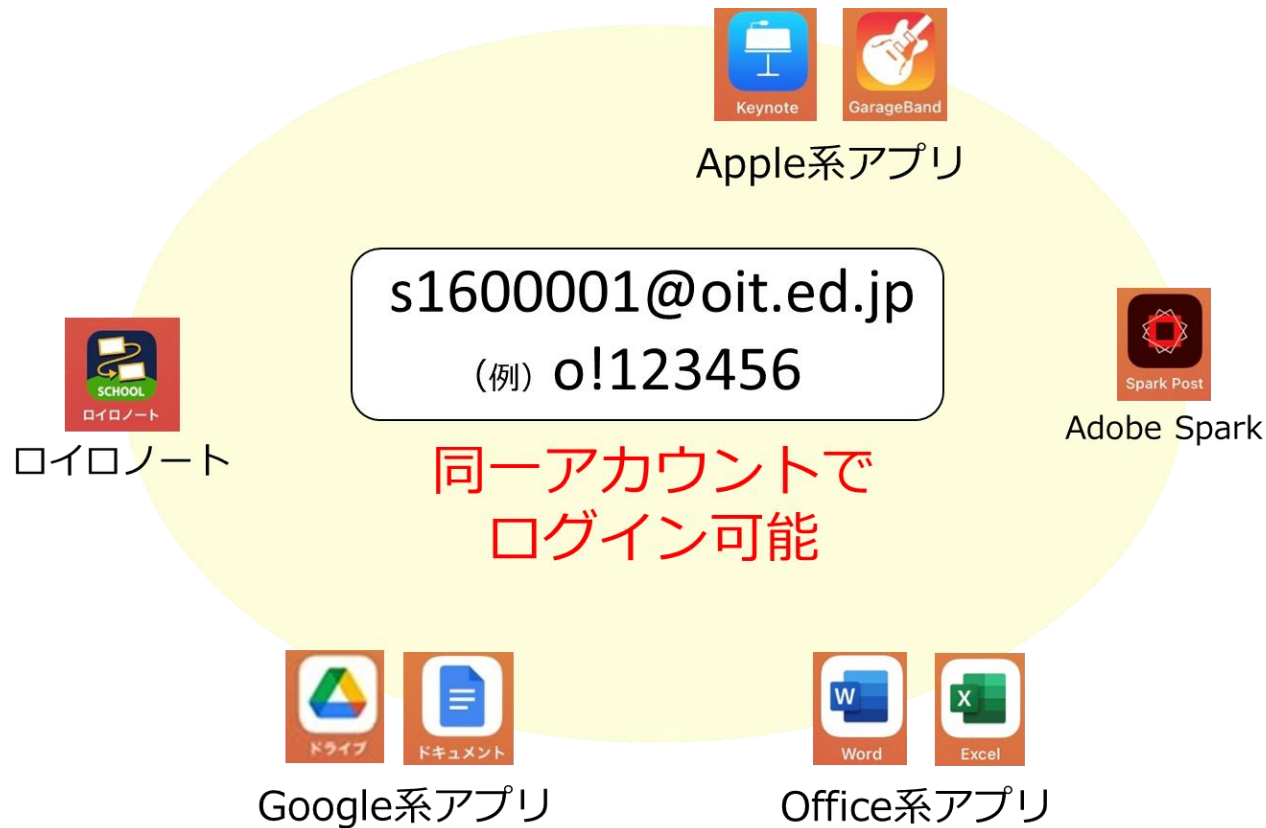 Keynote
GarageBand
Apple系アプリ
s1600001@oit.ed.jp
（例）o!123456
同一アカウントで
ログイン可能
SCHOOL
ロイロノート
ロイロノート
Spark Post
Adobe Spark
ドライブ
ドキュメント
Google系アプリ
W
Word
X
Excel
Office系アプリ